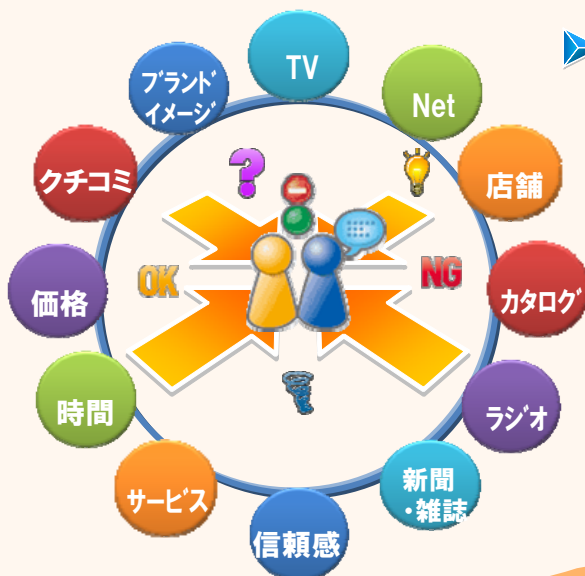 TV
Net
店舗
カタログ
ラジオ
新聞
・雑誌
信頼感
サービス
時間
価格
クチコミ
ブランド
イメージ
?
OK
NG